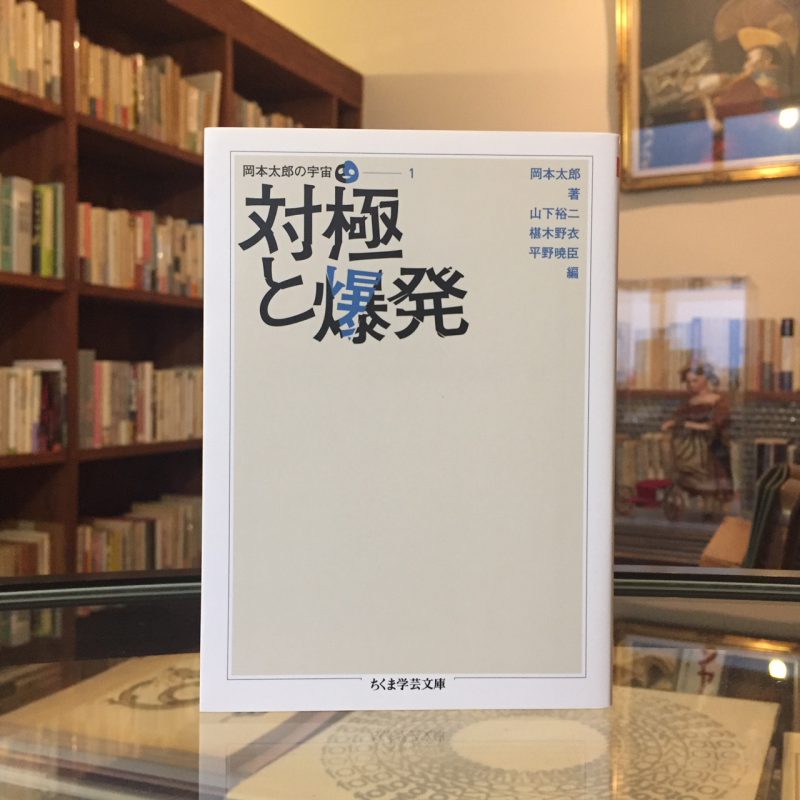 岡本太郎の宇宙 1
対極
と爆発
岡本太郎
著
山下裕二
椹木野衣
平野暁臣
編
ちくま学芸文庫